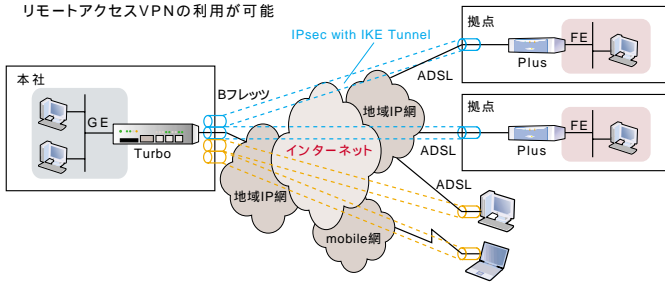 リモートアクセスVPNの利用が可能
IPsec with IKE Tunnel
拠点
FE
Plus
ADSL
本社
Bフレッツ
GE
Turbo
地域IP網
拠点
FE
Plus
ADSL
インターネット
ADSL
地域IP網
mobile網